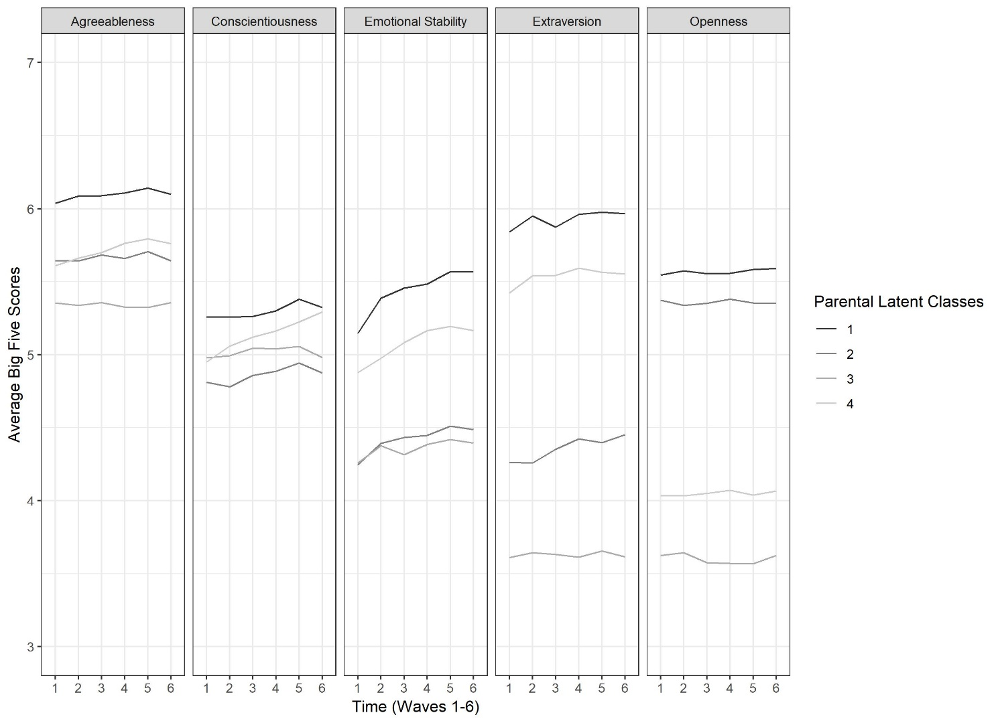 Agreeableness Conscientiousness Emotional Stability Extraversion Openness
7
6
5
4
3
Average Big Five Scores
1 2 3 4 5 6 1 2 3 4 5 6 1 2 3 4 5 6 1 2 3 4 5 6 1 2 3 4 5 6
Time (Waves 1-6)
Parental Latent Classes
1
2
3
4